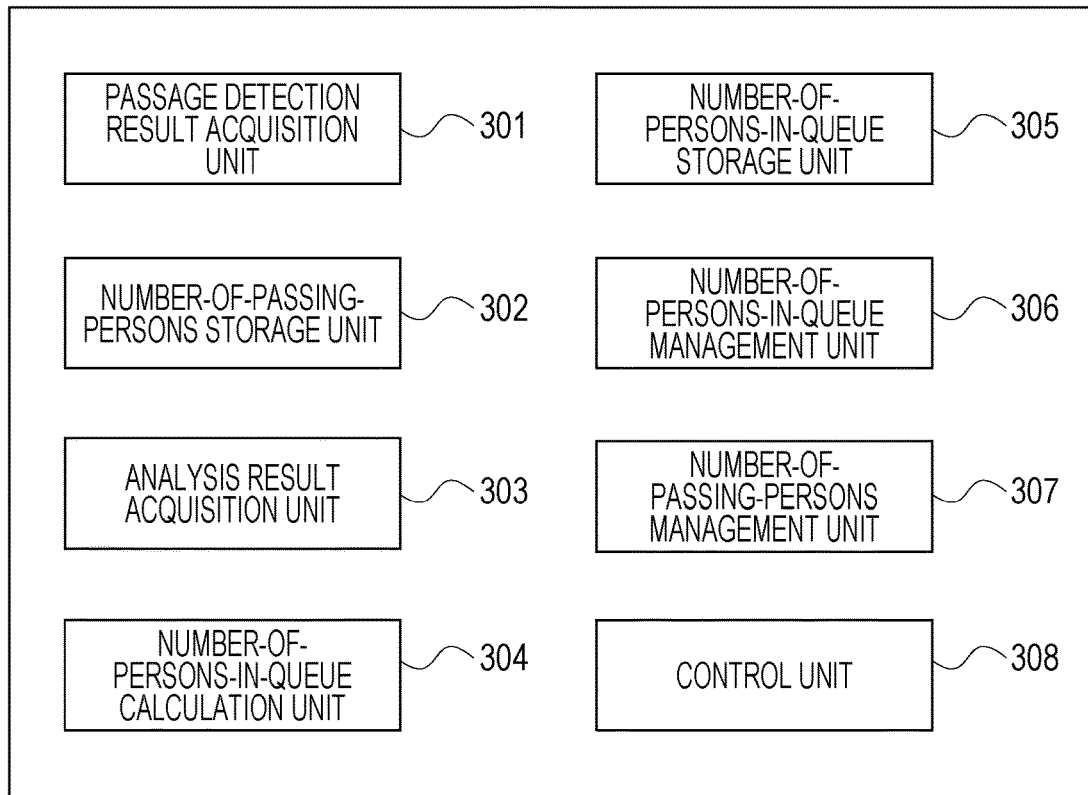 PASSAGE DETECTION
RESULT ACQUISITION
UNIT
301
NUMBER-OF-PASSING-
PERSONS STORAGE UNIT
302
ANALYSIS RESULT
ACQUISITION UNIT
303
NUMBER-OF-
PERSONS-IN-QUEUE
CALCULATION UNIT
304
NUMBER-OF-
PERSONS-IN-QUEUE
STORAGE UNIT
305
NUMBER-OF-
PERSONS-IN-QUEUE
MANAGEMENT UNIT
306
NUMBER-OF-
PASSING-PERSONS
MANAGEMENT UNIT
307
CONTROL UNIT
308